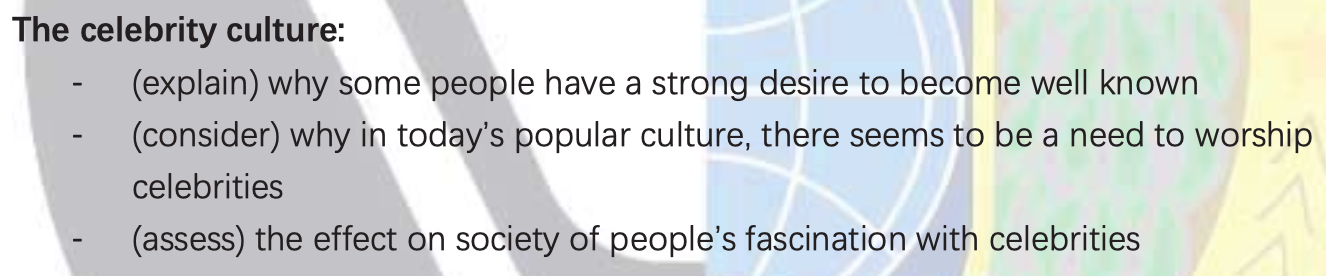 The celebrity culture:
- (explain) why some people have a strong desire to become well known
- (consider) why in today’s popular culture, there seems to be a need to worship
celebrities
- (assess) the effect on society of people’s fascination with celebrities